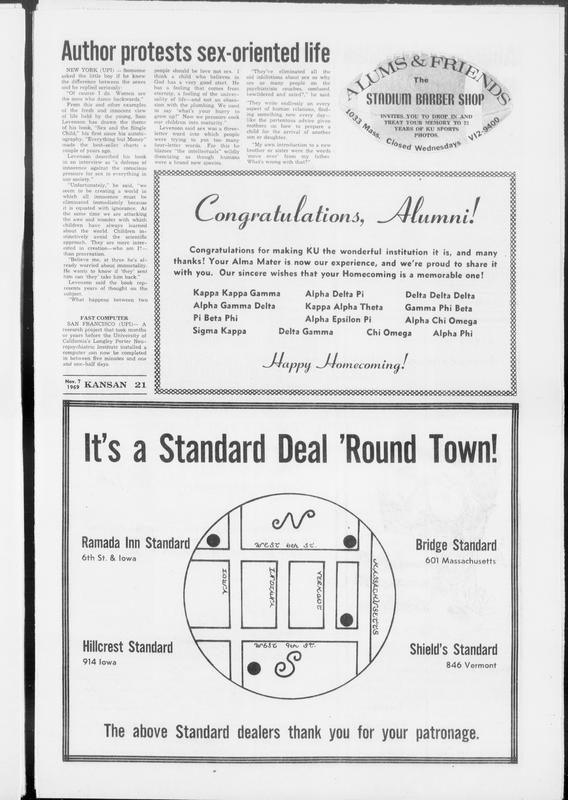 Author protests sex-oriented life
NEW YORK (UPI) — Someone
asked the little boy if he knew
the difference between the sexes
and he replied seriously:
"Of course I do. Women are
the ones who dance backwards."
From this and other examples
of the fresh and innocent view
of life held by the young, Sam
Levenson has drawn the theme
of his book, "Sex and the Single
Child," his first since his autobi-
ography. "Everything but Money"
made the best-seller charts a
couple of years ago.
Levenson described his book
in an interview as "a defense of
innocence against the conscious
pressure for sex to everything in
our society."
"Unfortunately," he said, "we
seem to be creating a world in
which all innocence must be
eliminated immediately because
it is equated with ignorance. At
the same time we are attacking
the awe and wonder with which
children have always learned
about the world. Children in-
stinctively avoid the scientific
approach. They are more inter-
ested in creation—who am I?—
than procreation.
"Believe me, at three he's al-
ready worried about immortality.
He wants to know if 'they' sent
him can 'they' take him back."
Levenson said the book rep-
resents years of thought on the
subject.
"What happens between two
people should be love not sex. I
think a child who believes in
God has a very good start. He
has a feeling that comes from
eternity, a feeling of the univer-
sality of life—and not an obses-
sion with the plumbing. We used
to say 'what's your hurry to
grow up?' Now we pressure cook
our children into maturity."
Levenson said sex was a three-
letter word into which people
were trying to put too many
four-letter words. For this he
blames "the intellectuals" wildly
theorizing as though humans
were a brand new species.
"They've eliminated all the
old inhibitions about sex so why
are so many people on the
psychiatrists couches, confused
bewildered and sated?," he said.
"They write endlessly on every
aspect of human relations, find-
ing something new every day—
like the portentous advice given
mothers on how to prepare a
child for the arrival of another
son or daughter.
"My own introduction to a new
brother or sister were the words
'move over' from my father.
What's wrong with that?"
FAST COMPUTER
SAN FRANCISCO (UPI)— A
research project that took months
or years before the University of
California's Langley Porter Neu-
ropsychiatric Institute installed a
computer can now be completed
in between five minutes and one
and one-half days.
Nov. 7
1969 KANSAN 21
ALUMS & FRIENDS
The
STADIUM BARBER SHOP
INVITES YOU TO DROP IN AND
TREAT YOUR MEMORY TO 21
YEARS OF KU SPORTS
PHOTOS.
1033 Mass. Closed Wednesdays VI2-9400
Congratulations, Alumni!
Congratulations for making KU the wonderful institution it is, and many
thanks! Your Alma Mater is now our experience, and we're proud to share it
with you. Our sincere wishes that your Homecoming is a memorable one!
Kappa Kappa Gamma Alpha Delta Pi Delta Delta Delta
Alpha Gamma Delta Kappa Alpha Theta Gamma Phi Beta
Pi Beta Phi Alpha Epsilon Pi Alpha Chi Omega
Sigma Kappa Delta Gamma Chi Omega Alpha Phi
Happy Homecoming!
It's a Standard Deal 'Round Town!
N
Ramada Inn Standard
6th St. & Iowa
WEST 6th ST.
Bridge Standard
601 Massachusetts
IOWA
INDIANA
VERMONT
MASSACHUSETTS
Hillcrest Standard
914 Iowa
WEST 9th ST.
S
Shield's Standard
846 Vermont
The above Standard dealers thank you for your patronage.